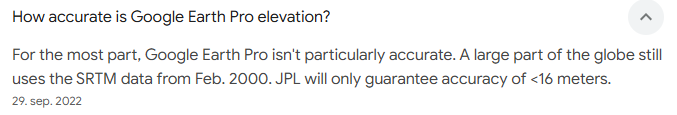 How accurate is Google Earth Pro elevation?
For the most part, Google Earth Pro isn't particularly accurate. A large part of the globe still
uses the SRTM data from Feb. 2000. JPL will only guarantee accuracy of <16 meters.
29. sep. 2022